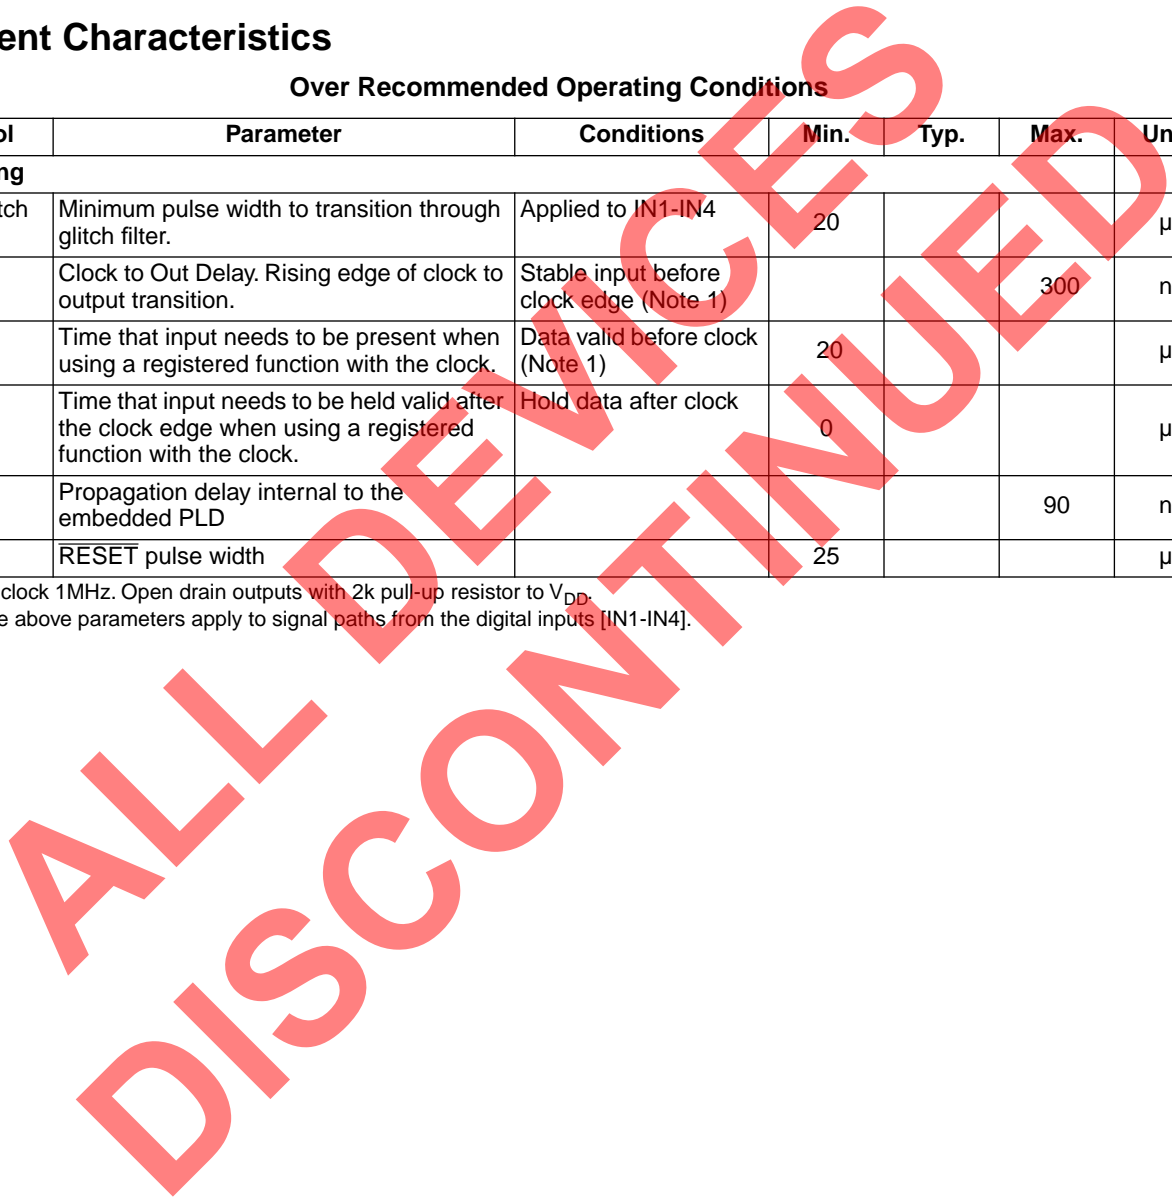 ent Characteristics
Over Recommended Operating Conditions
ol Parameter Conditions Min. Typ. Max. Un
ng
tch Minimum pulse width to transition through glitch filter. Applied to IN1-IN4 20 µ
Clock to Out Delay. Rising edge of clock to output transition. Stable input before clock edge (Note 1) 300 n
Time that input needs to be present when using a registered function with the clock. Data valid before clock (Note 1) 20 µ
Time that input needs to be held valid after the clock edge when using a registered function with the clock. Hold data after clock 0 µ
Propagation delay internal to the embedded PLD 90 n
RESET pulse width 25 µ
clock 1MHz. Open drain outputs with 2k pull-up resistor to VDD.
e above parameters apply to signal paths from the digital inputs [IN1-IN4].
ALL DEVICES
DISCONTINUED